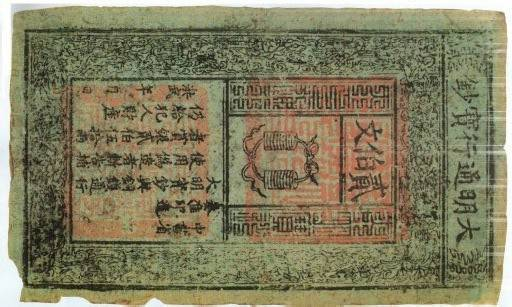 大明通行寶鈔
貳伯文
中書省
奏准印造
大明寶鈔與銅錢通行
使用偽造者斬告捕
者賞銀貳伯伍拾兩
仍給犯人財產
洪武 年 月 日